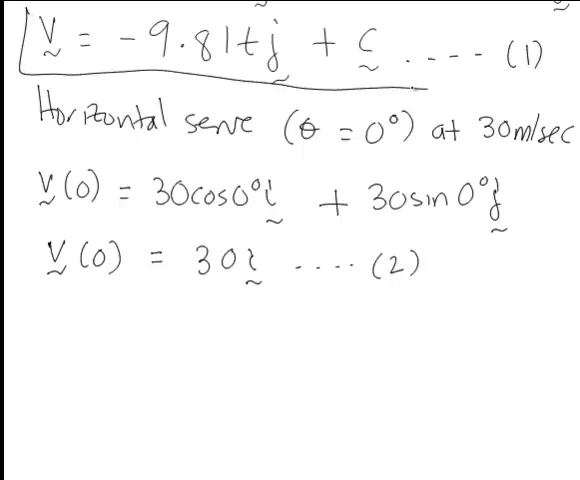 v = -9.81tj + c .... (1)
Horizontal serve (θ = 0°) at 30m/sec
v(0) = 30cos0°i + 30sin0°j
v(0) = 30i .... (2)